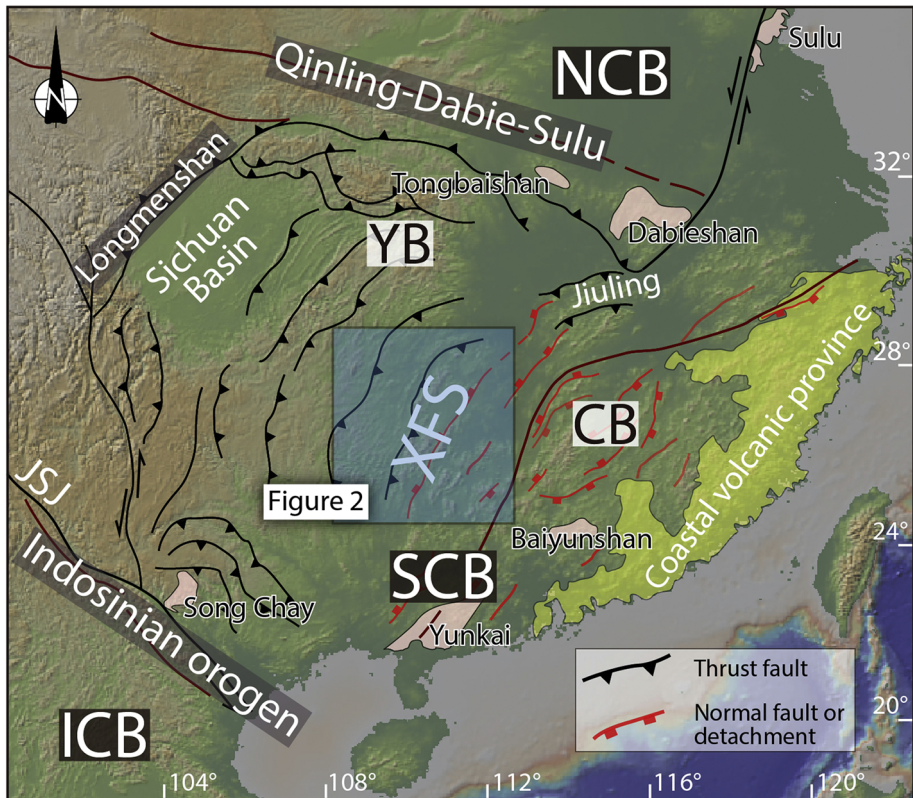 Sulu
NCB
Qinling-Dabie-Sulu
N
32°
Longmenshan
Tongbaishan
Sichuan
Basin
YB
Dabieshan
Jiuling
28°
XFS
CB
Coastal volcanic province
JSJ
Figure 2
24°
Baiyunshan
SCB
Indosinian orogen
Song Chay
Yunkai
Thrust fault
Normal fault or
detachment
20°
ICB
104°
108°
112°
116°
120°